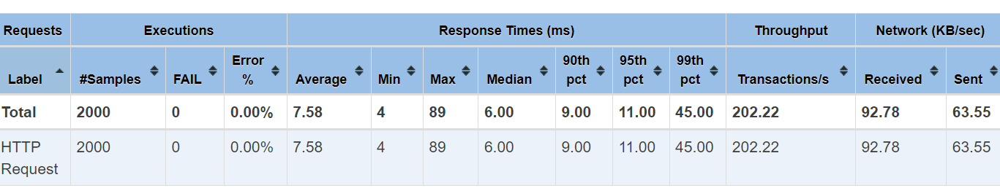 Requests Executions Response Times (ms) Throughput Network (KB/sec)
Label #Samples FAIL Error % Average Min Max Median 90th pct 95th pct 99th pct Transactions/s Received Sent
Total 2000 0 0.00% 7.58 4 89 6.00 9.00 11.00 45.00 202.22 92.78 63.55
HTTP Request 2000 0 0.00% 7.58 4 89 6.00 9.00 11.00 45.00 202.22 92.78 63.55